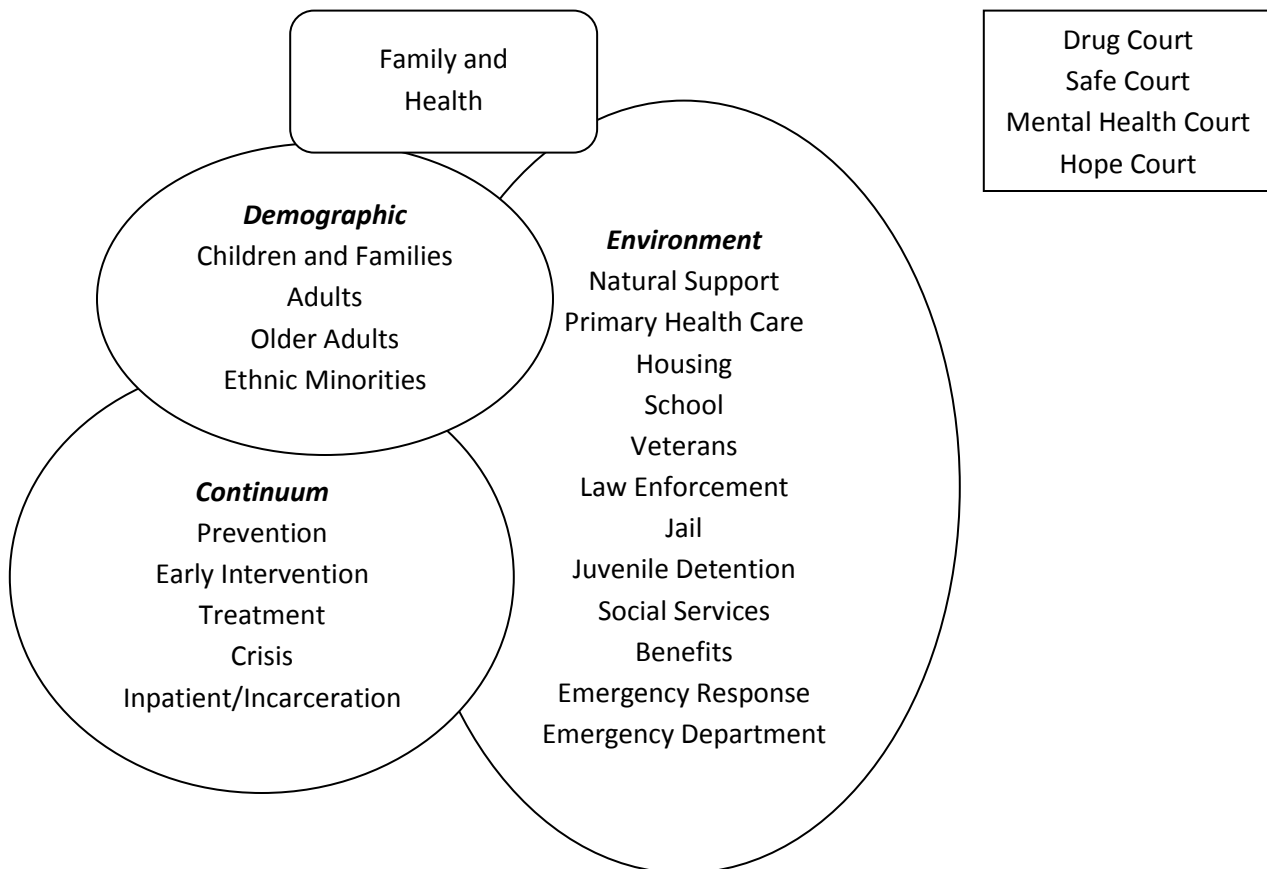 Family and
Health
Drug Court
Safe Court
Mental Health Court
Hope Court
Demographic
Children and Families
Adults
Older Adults
Ethnic Minorities
Environment
Natural Support
Primary Health Care
Housing
School
Veterans
Law Enforcement
Jail
Juvenile Detention
Social Services
Benefits
Emergency Response
Emergency Department
Continuum
Prevention
Early Intervention
Treatment
Crisis
Inpatient/Incarceration